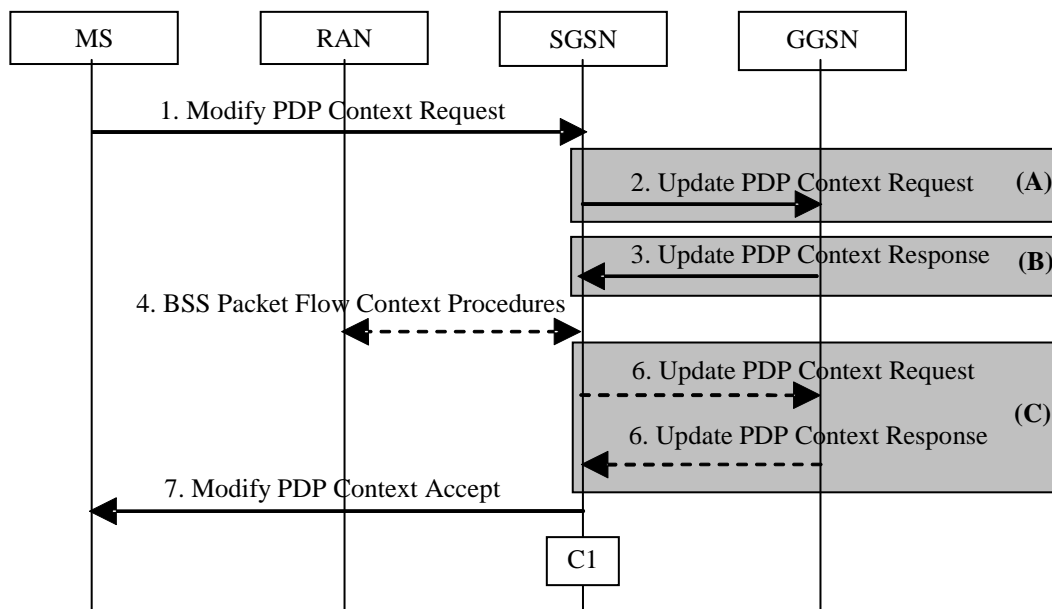 MS
RAN
SGSN
GGSN
1. Modify PDP Context Request
2. Update PDP Context Request
(A)
3. Update PDP Context Response
(B)
4. BSS Packet Flow Context Procedures
6. Update PDP Context Request
(C)
6. Update PDP Context Response
7. Modify PDP Context Accept
C1